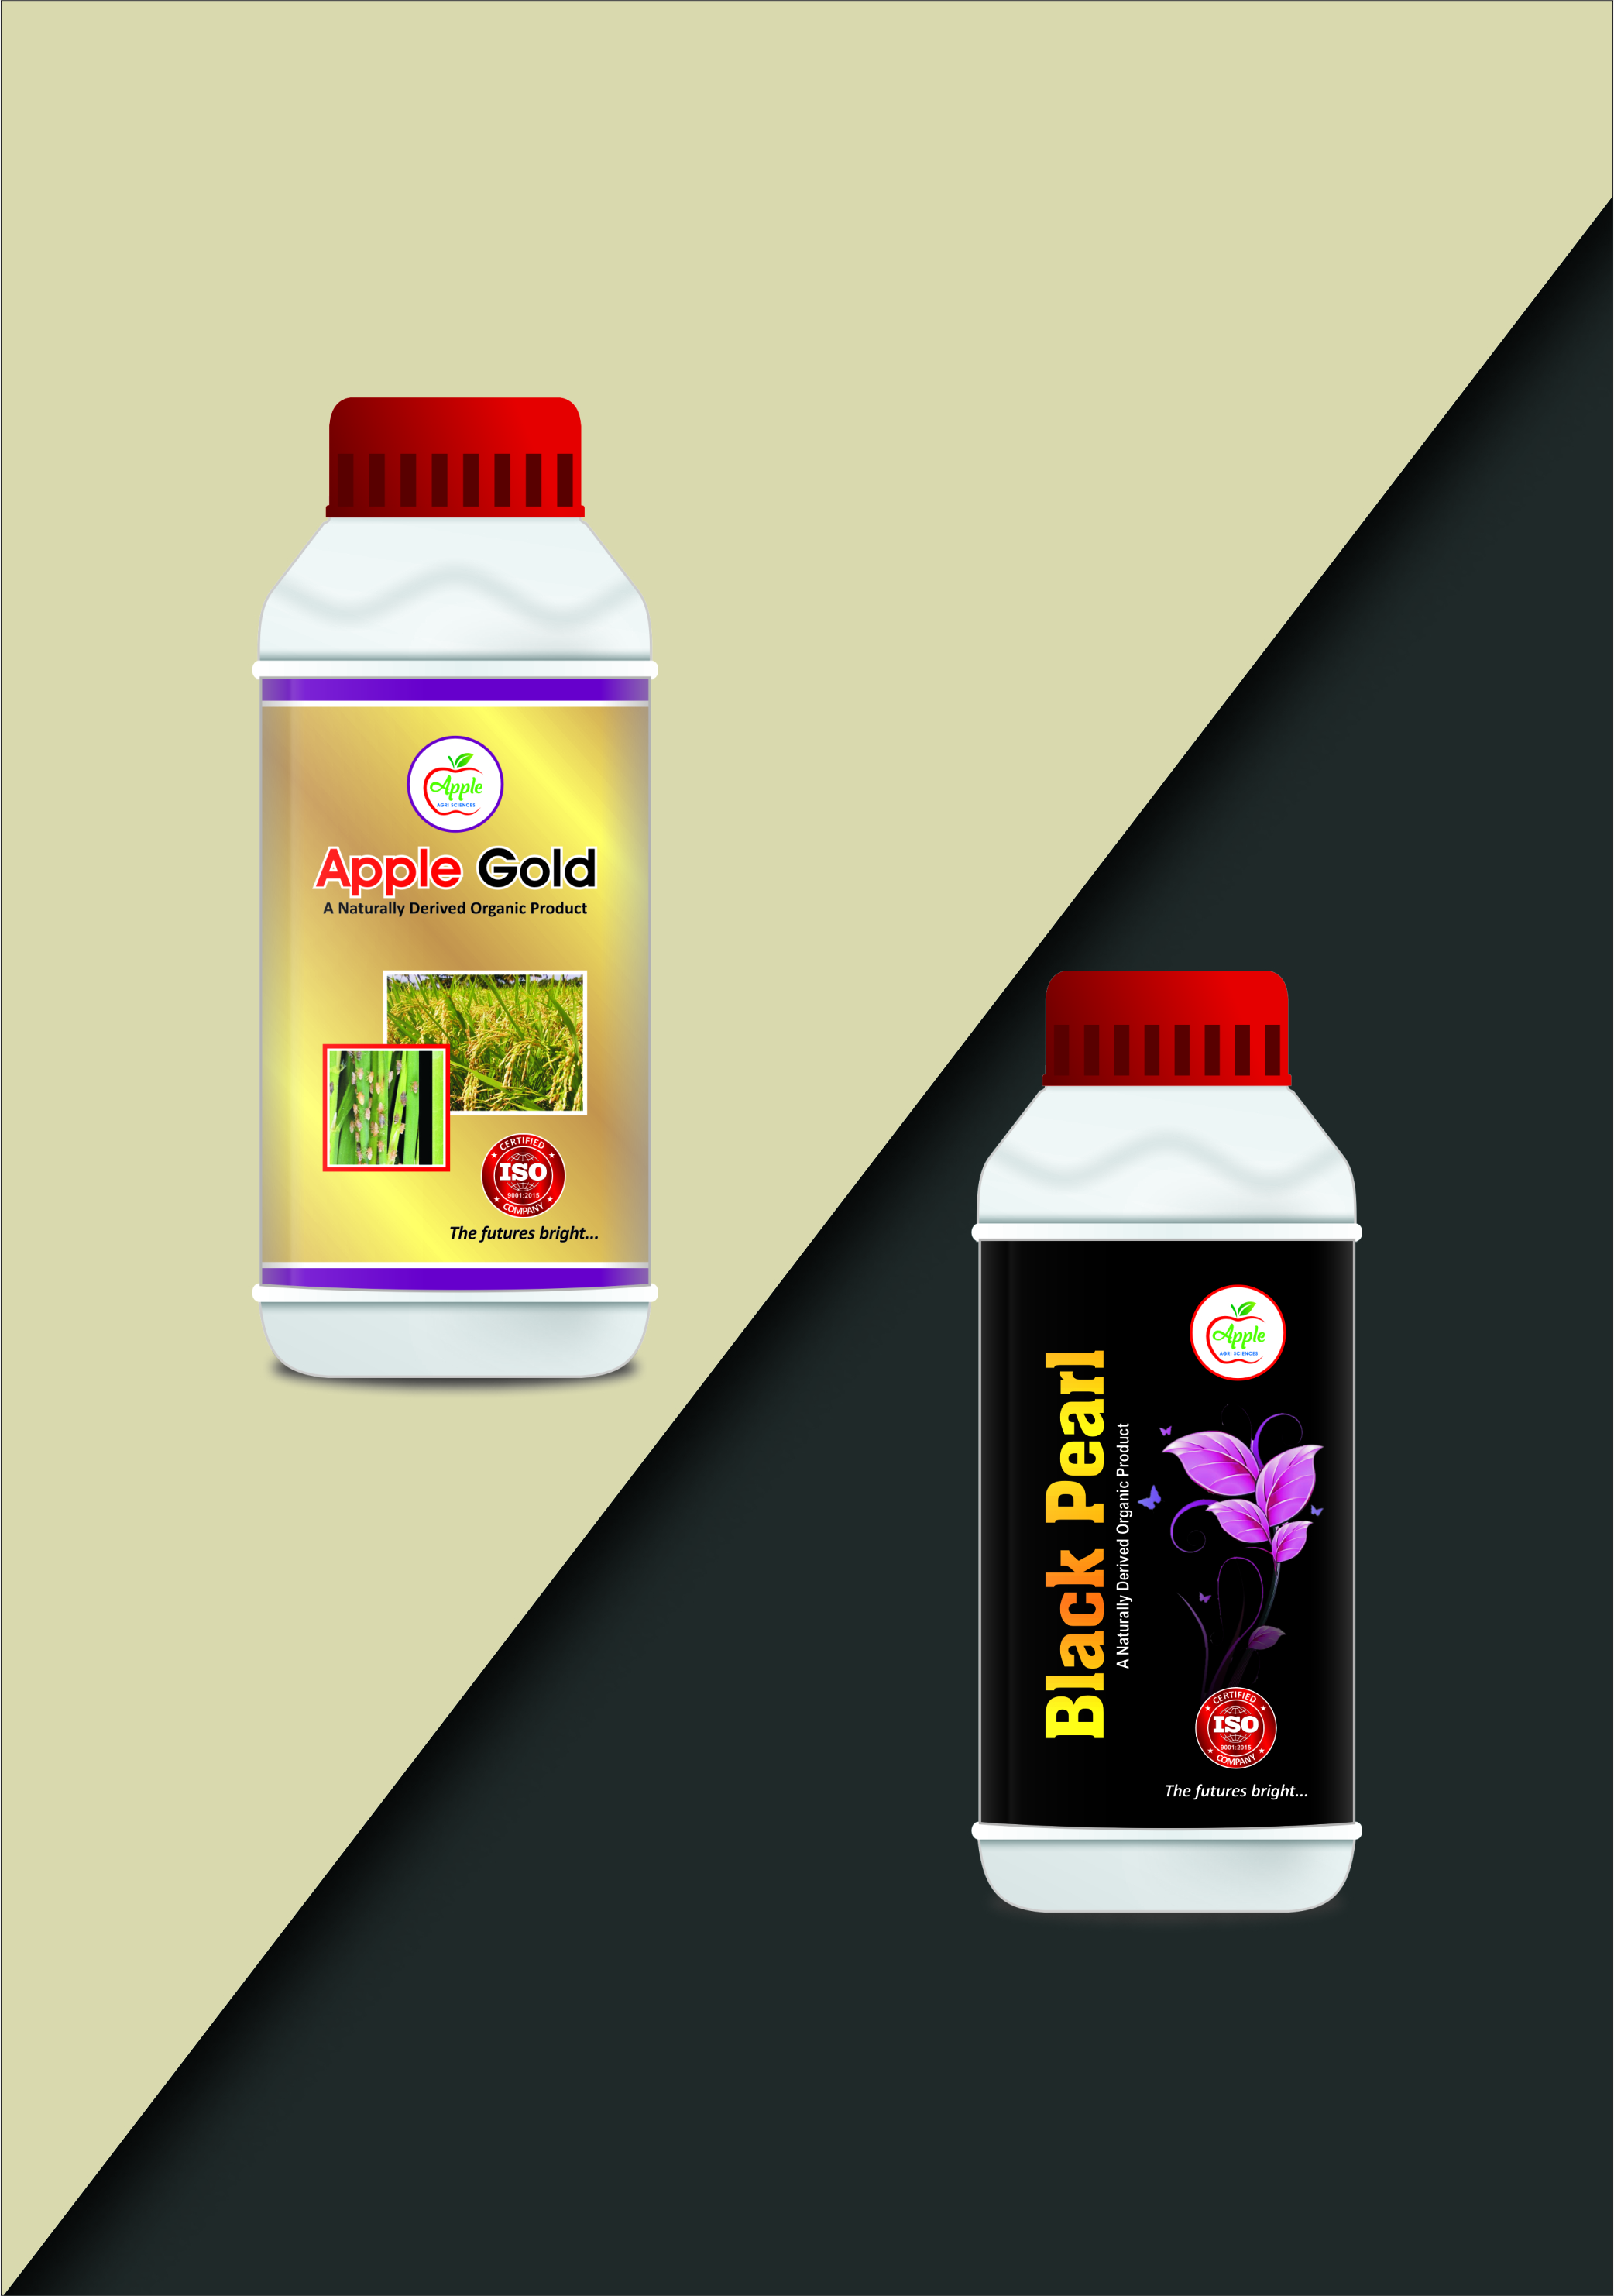 Apple
AGRI SCIENCES
Apple Gold
A Naturally Derived Organic Product
CERTIFIED
ISO
9001:2015
COMPANY
The futures bright...
Apple
AGRI SCIENCES
Black Pearl
A Naturally Derived Organic Product
CERTIFIED
ISO
9001:2015
COMPANY
The futures bright...